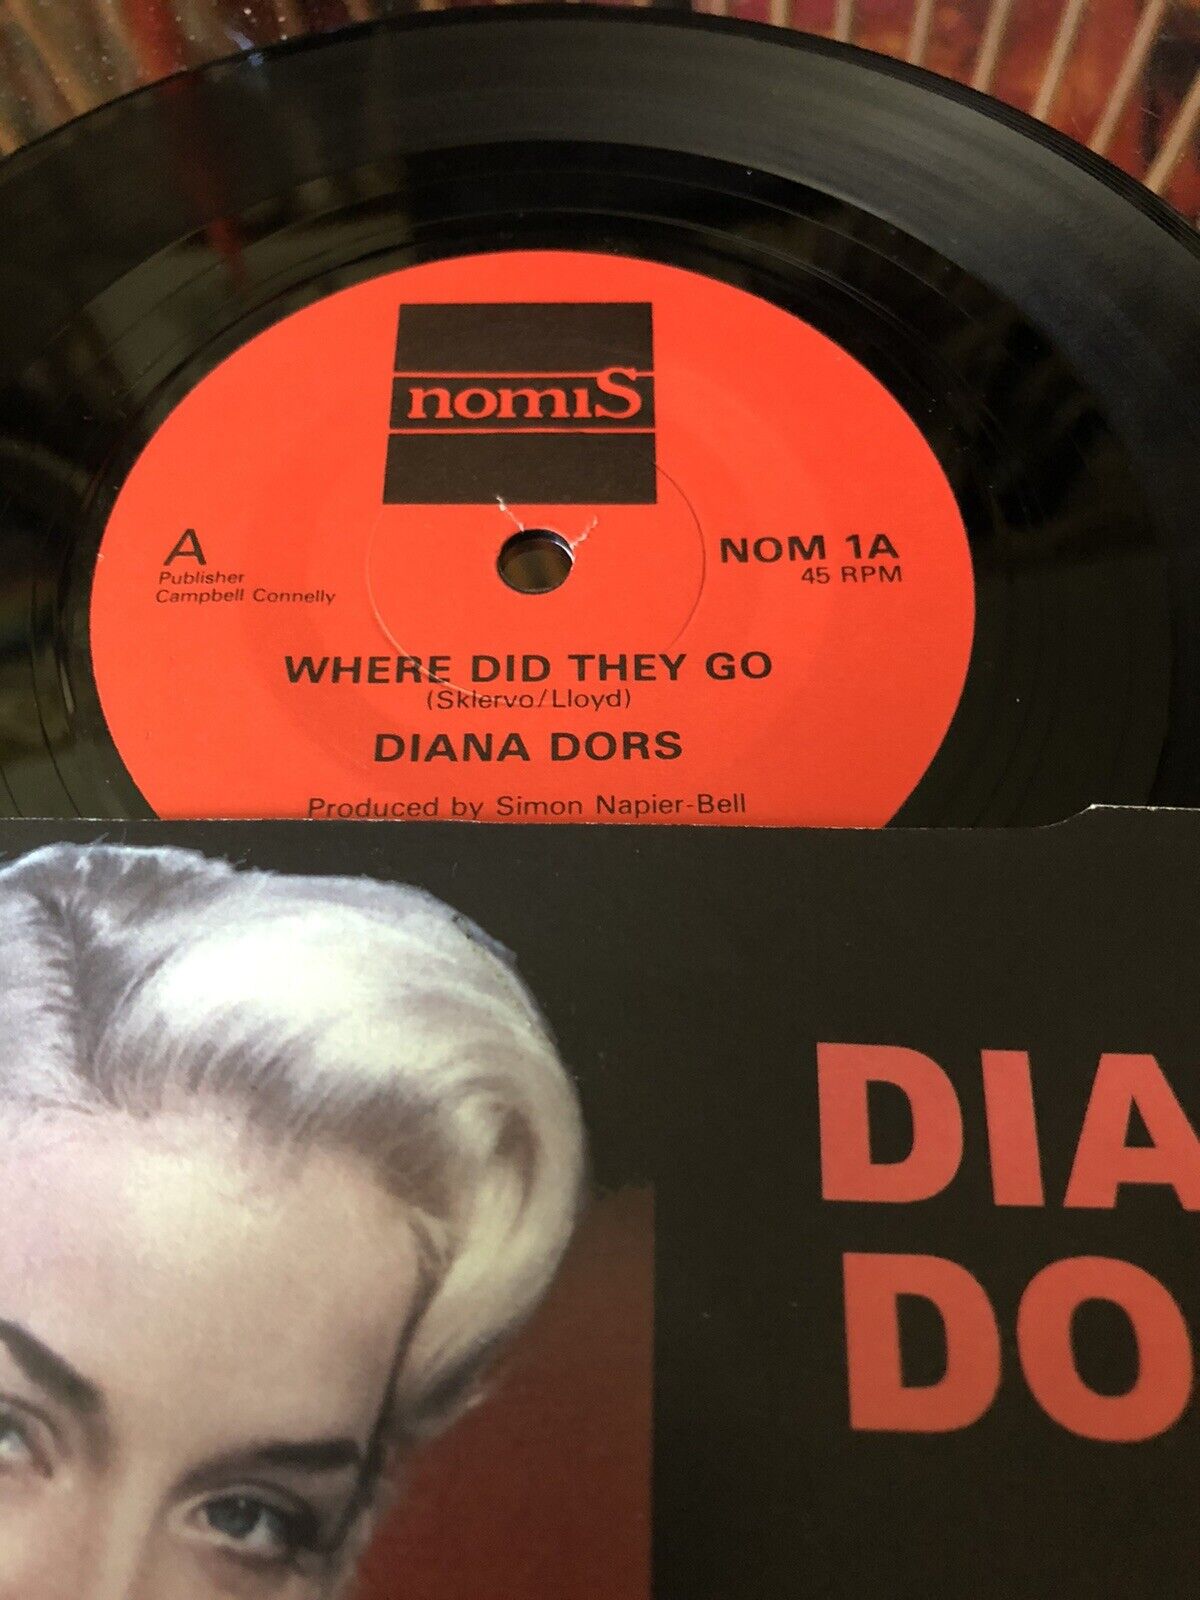 nomiS
A
Publisher
Campbell Connelly
NOM 1A
45 RPM
WHERE DID THEY GO
(Sklervo/Lloyd)
DIANA DORS
Produced by Simon Napier-Bell
DIA
DO